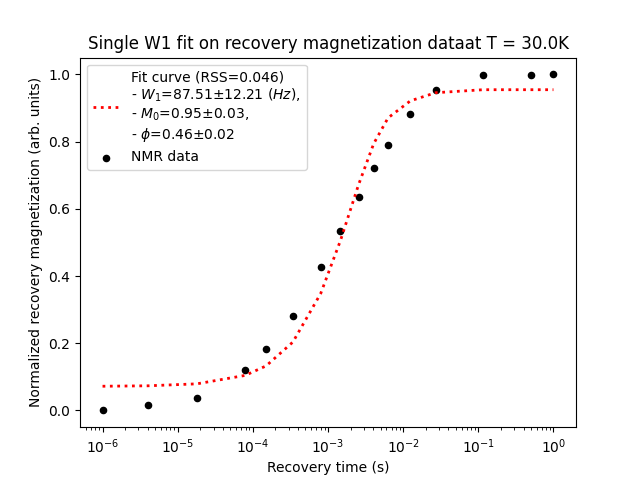 Single W1 fit on recovery magnetization dataat T = 30.0K
Normalized recovery magnetization (arb. units)
1.0
0.8
0.6
0.4
0.2
0.0
Fit curve (RSS=0.046)
- W₁=87.51±12.21 (Hz),
- M₀=0.95±0.03,
- ϕ=0.46±0.02
NMR data
10⁻⁶ 10⁻⁵ 10⁻⁴ 10⁻³ 10⁻² 10⁻¹ 10⁰
Recovery time (s)